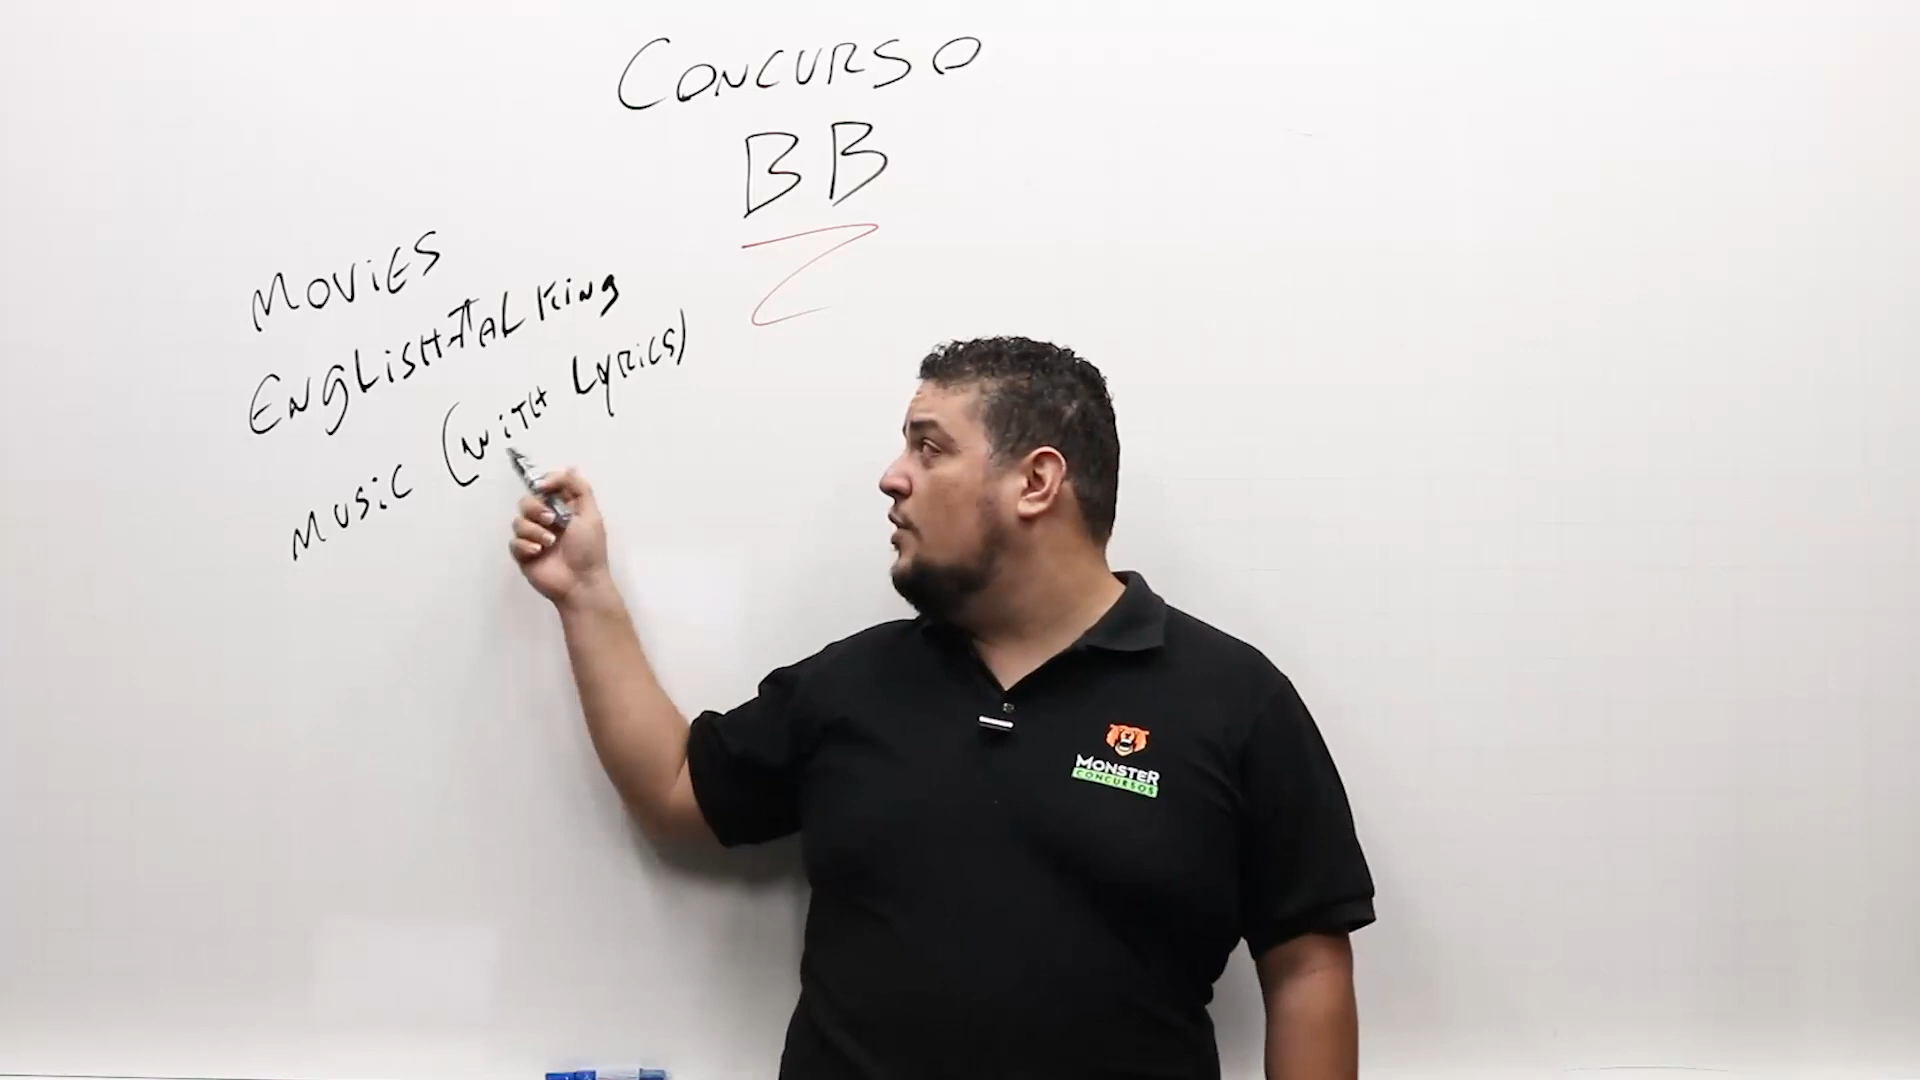 CONCURSO
BB
MOVIES
ENGLISH-TALKING
MUSIC (WITH LYRICS)
MONSTER
CONCURSOS